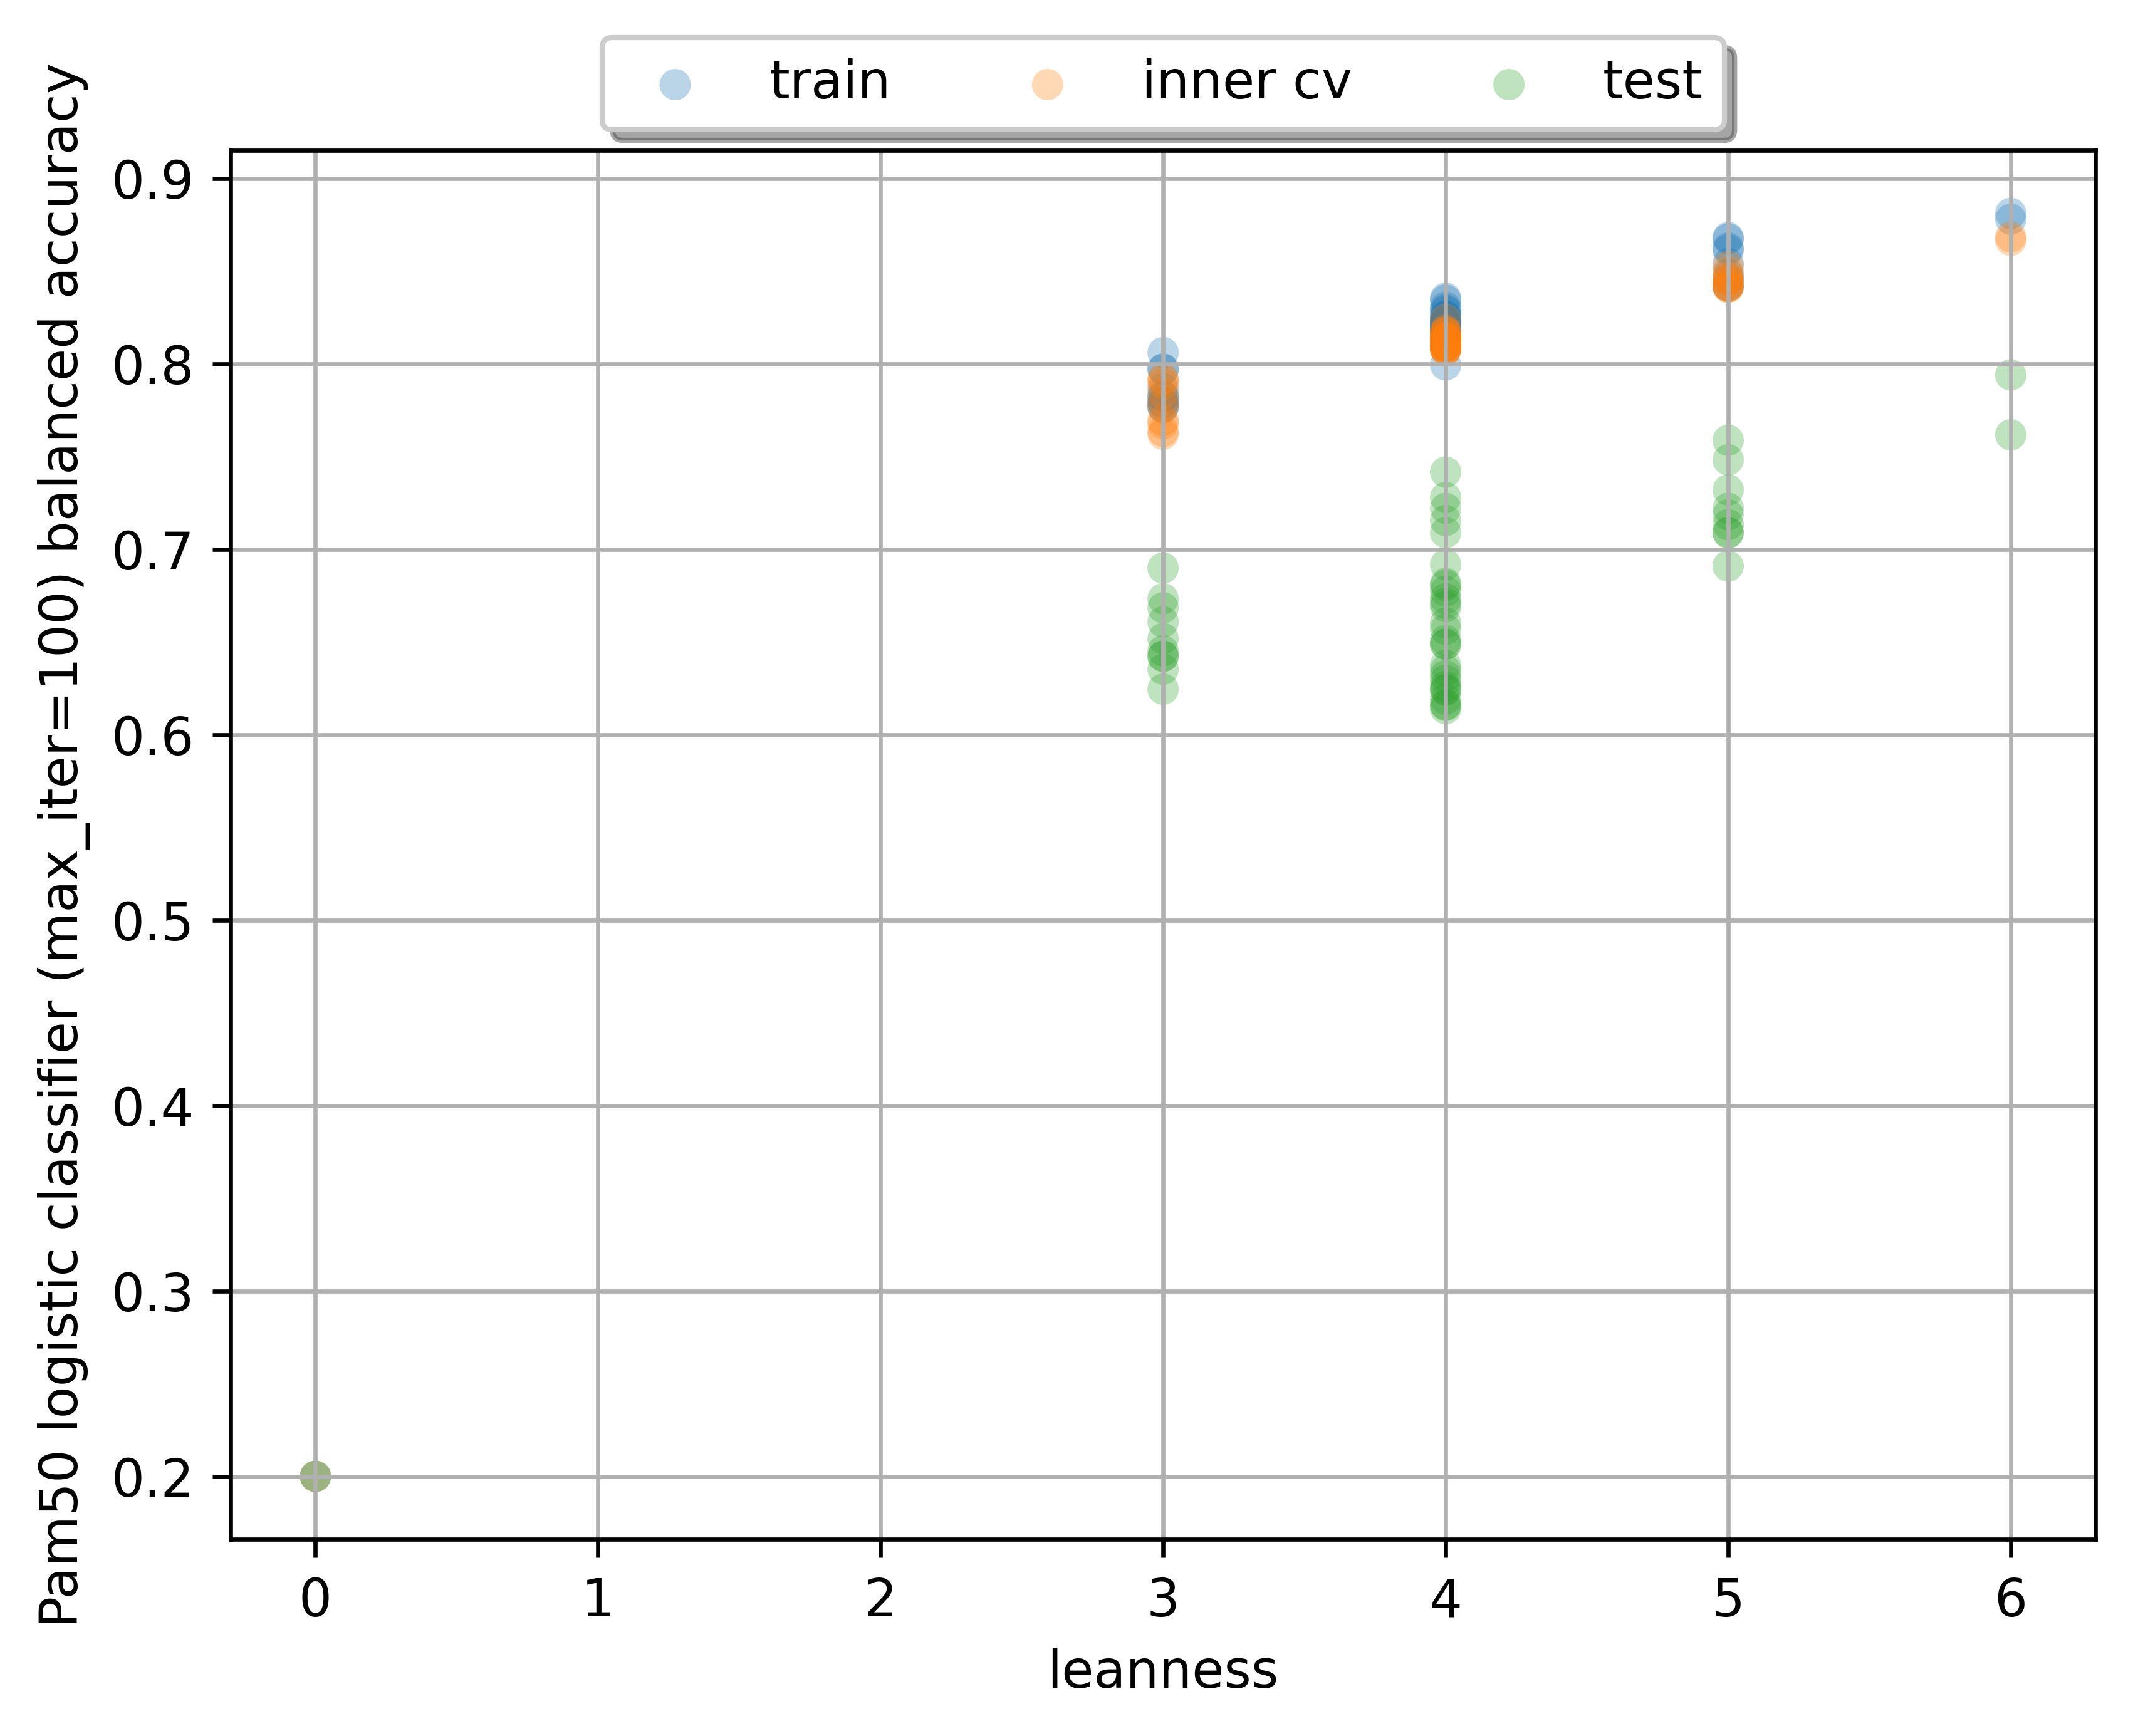 train inner cv test
Pam50 logistic classifier (max_iter=100) balanced accuracy
0.9
0.8
0.7
0.6
0.5
0.4
0.3
0.2
0 1 2 3 4 5 6
leanness